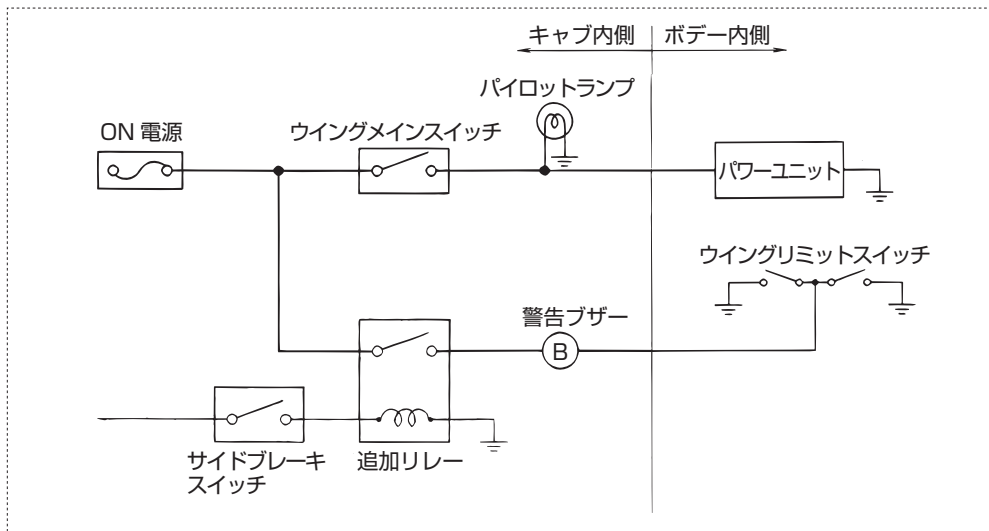 キャブ内側 ボデー内側
パイロットランプ
ON 電源
ウイングメインスイッチ
パワーユニット
ウイングリミットスイッチ
警告ブザー
B
サイドブレーキ
スイッチ
追加リレー